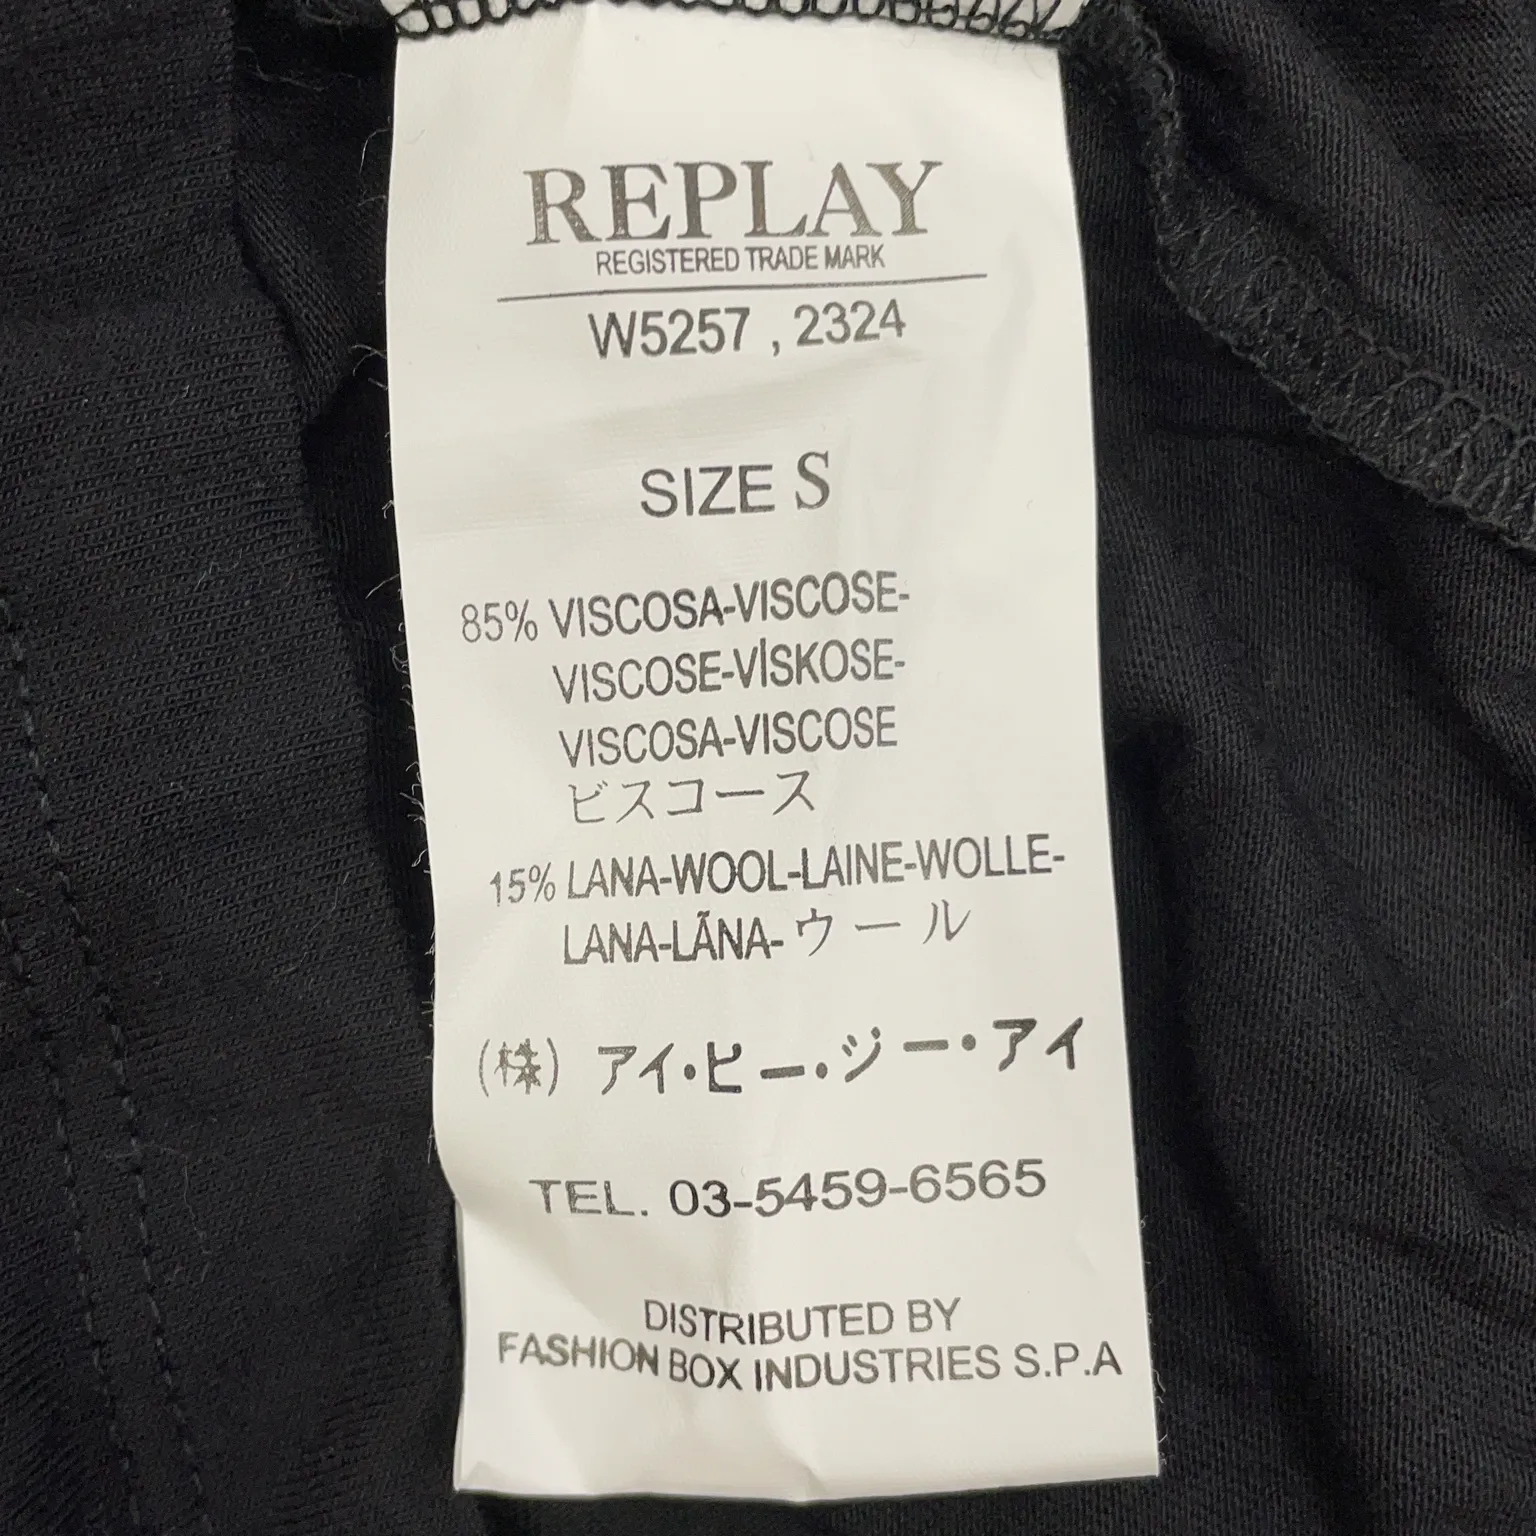 REPLAY
REGISTERED TRADE MARK
W5257 , 2324
SIZE S
85% VISCOSA-VISCOSE-
VISCOSE-VİSKOSE-
VISCOSA-VISCOSE
ビスコース
15% LANA-WOOL-LAINE-WOLLE-
LANA-LÃNA-ウール
(株) アイ・ピー・ジー・アイ
TEL. 03-5459-6565
DISTRIBUTED BY
FASHION BOX INDUSTRIES S.P.A